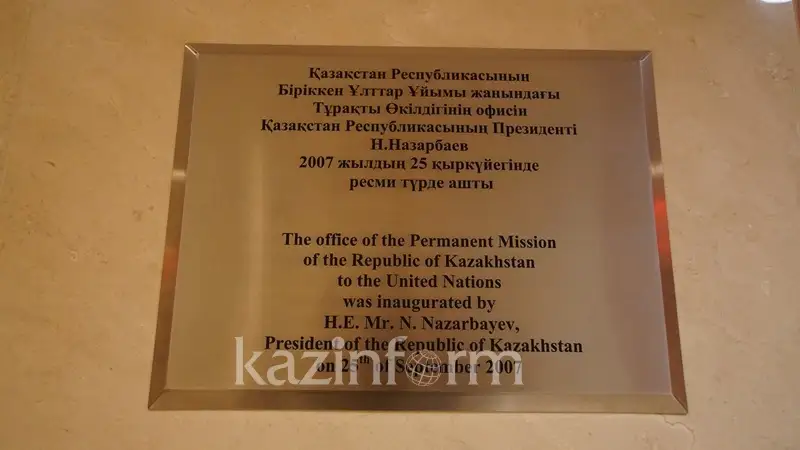 Қазақстан Республикасының
Біріккен Ұлттар Ұйымы жанындағы
Тұрақты Өкілдігінің офисін
Қазақстан Республикасының Президенті
Н.Назарбаев
2007 жылдың 25 қыркүйегінде
ресми түрде ашты
The office of the Permanent Mission
of the Republic of Kazakhstan
to the United Nations
was inaugurated by
H.E. Mr. N. Nazarbayev,
President of the Republic of Kazakhstan
on 25th of September 2007
kazinform